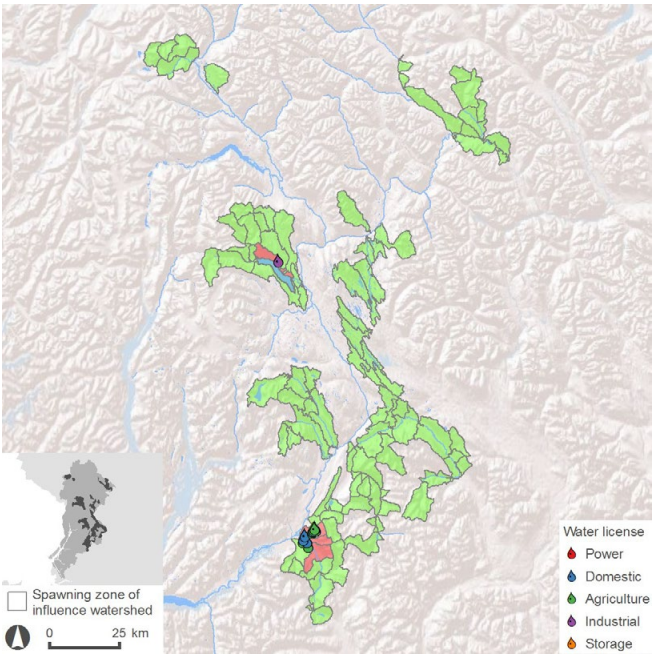 Water license
Power
Domestic
Agriculture
Industrial
Storage
Spawning zone of
influence watershed
0 25 km